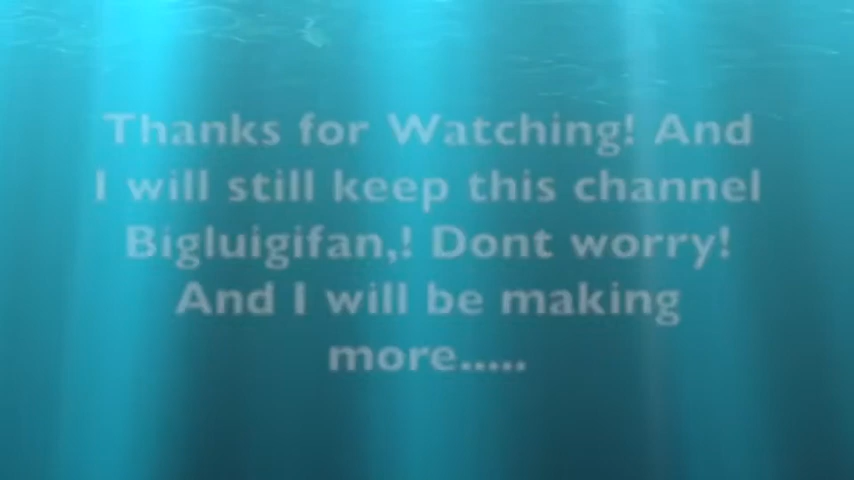 Thanks for Watching! And
I will still keep this channel
Bigluigifan,! Dont worry!
And I will be making
more.....